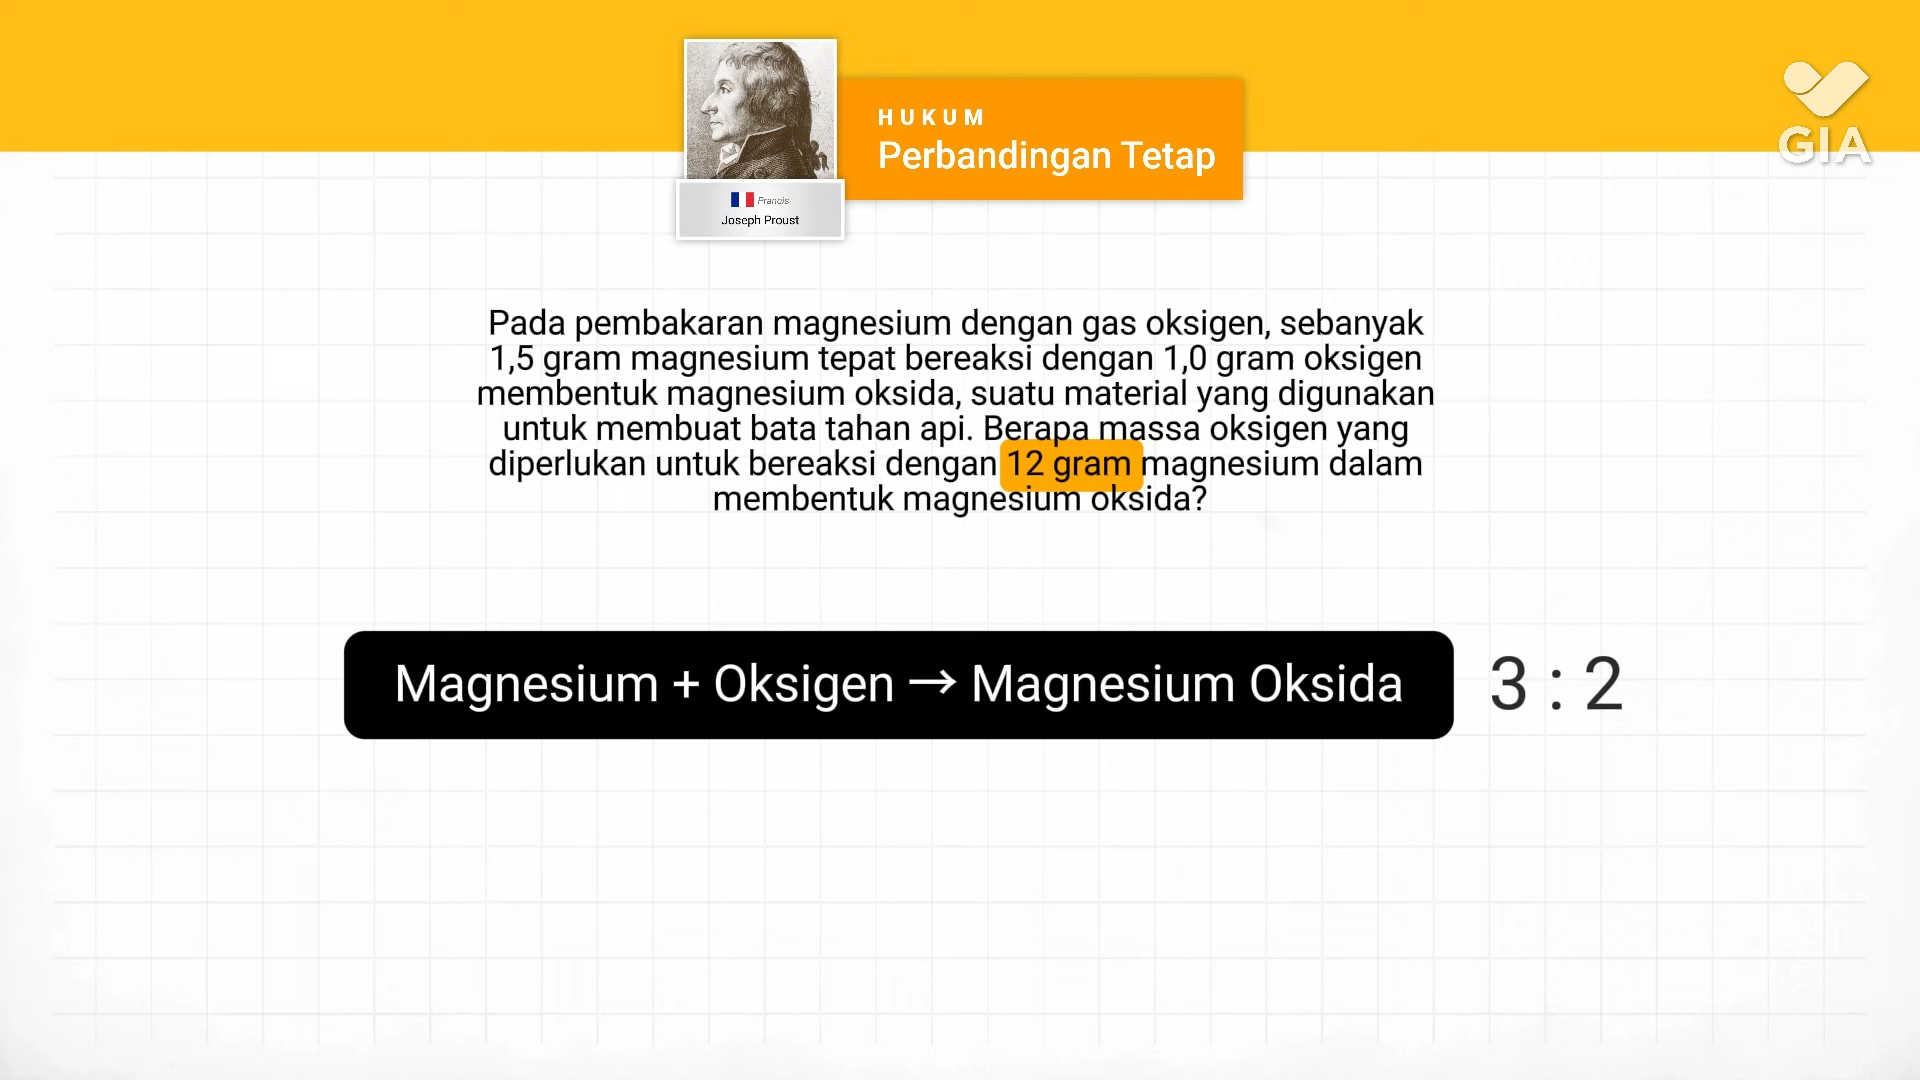 HUKUM
Perbandingan Tetap
GIA
Prancis
Joseph Proust
Pada pembakaran magnesium dengan gas oksigen, sebanyak
1,5 gram magnesium tepat bereaksi dengan 1,0 gram oksigen
membentuk magnesium oksida, suatu material yang digunakan
untuk membuat bata tahan api. Berapa massa oksigen yang
diperlukan untuk bereaksi dengan 12 gram magnesium dalam
membentuk magnesium oksida?
Magnesium + Oksigen → Magnesium Oksida
3 : 2